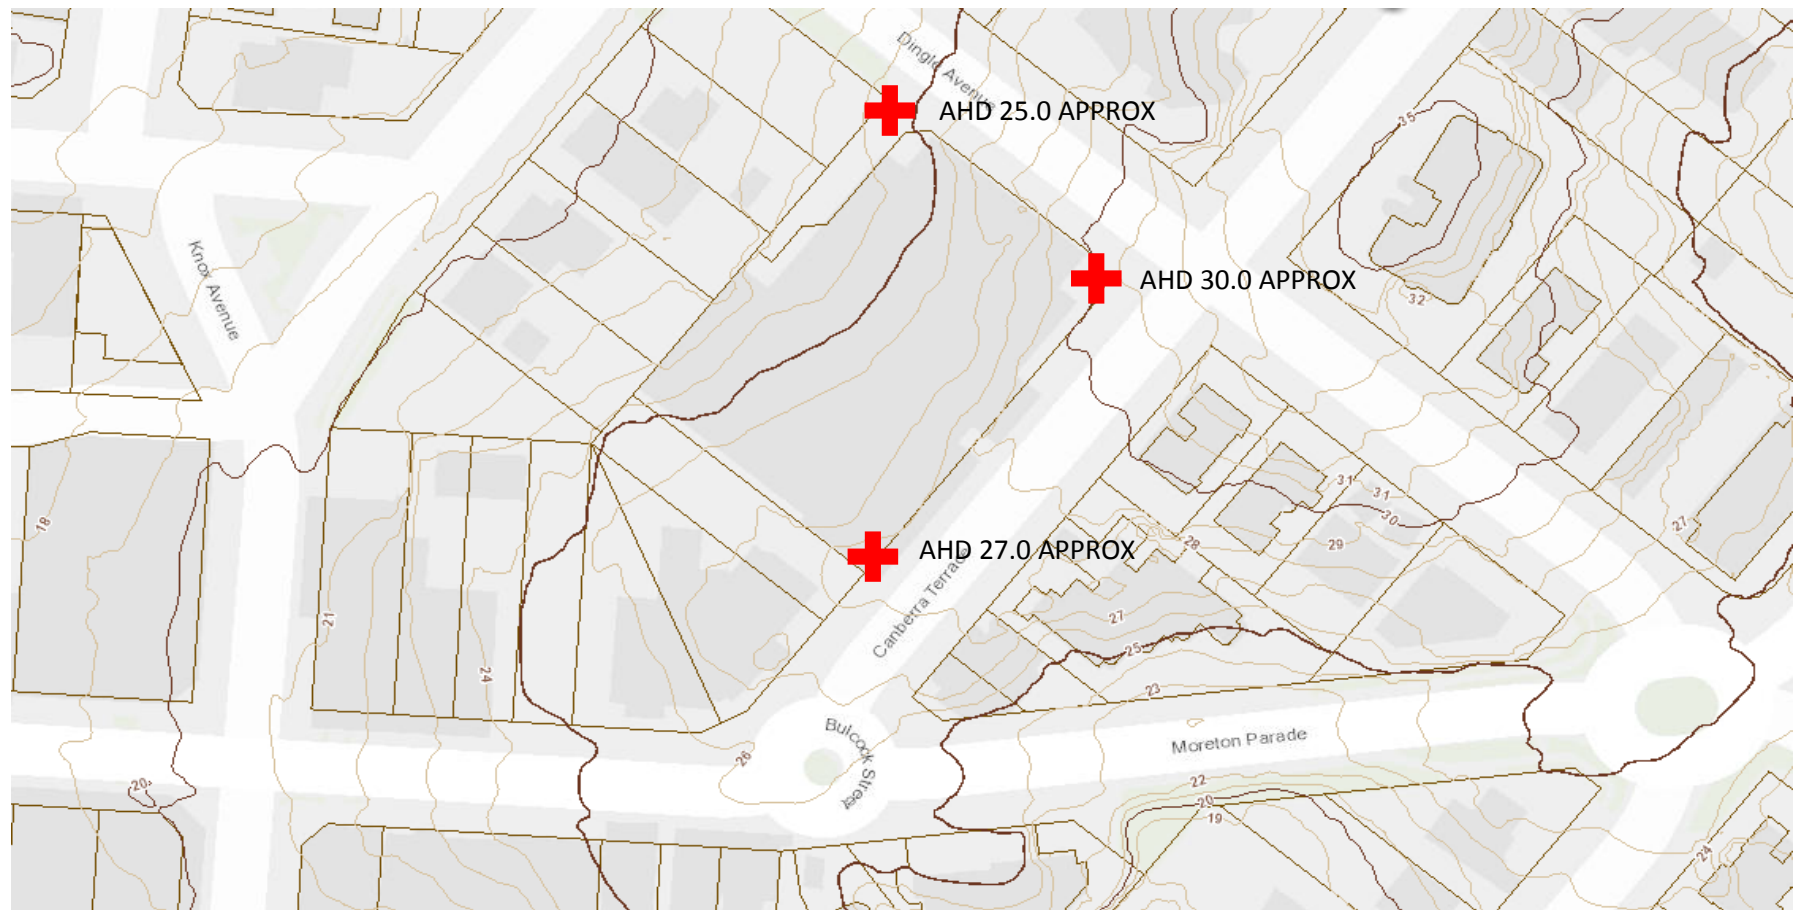 Dingle Avenue
AHD 25.0 APPROX
35
Knox Avenue
AHD 30.0 APPROX
32
31
31
30
18
27
28
29
AHD 27.0 APPROX
Canberra Terrace
21
27
25
24
23
Bulcock Street
Moreton Parade
26
20
22
20
19
24